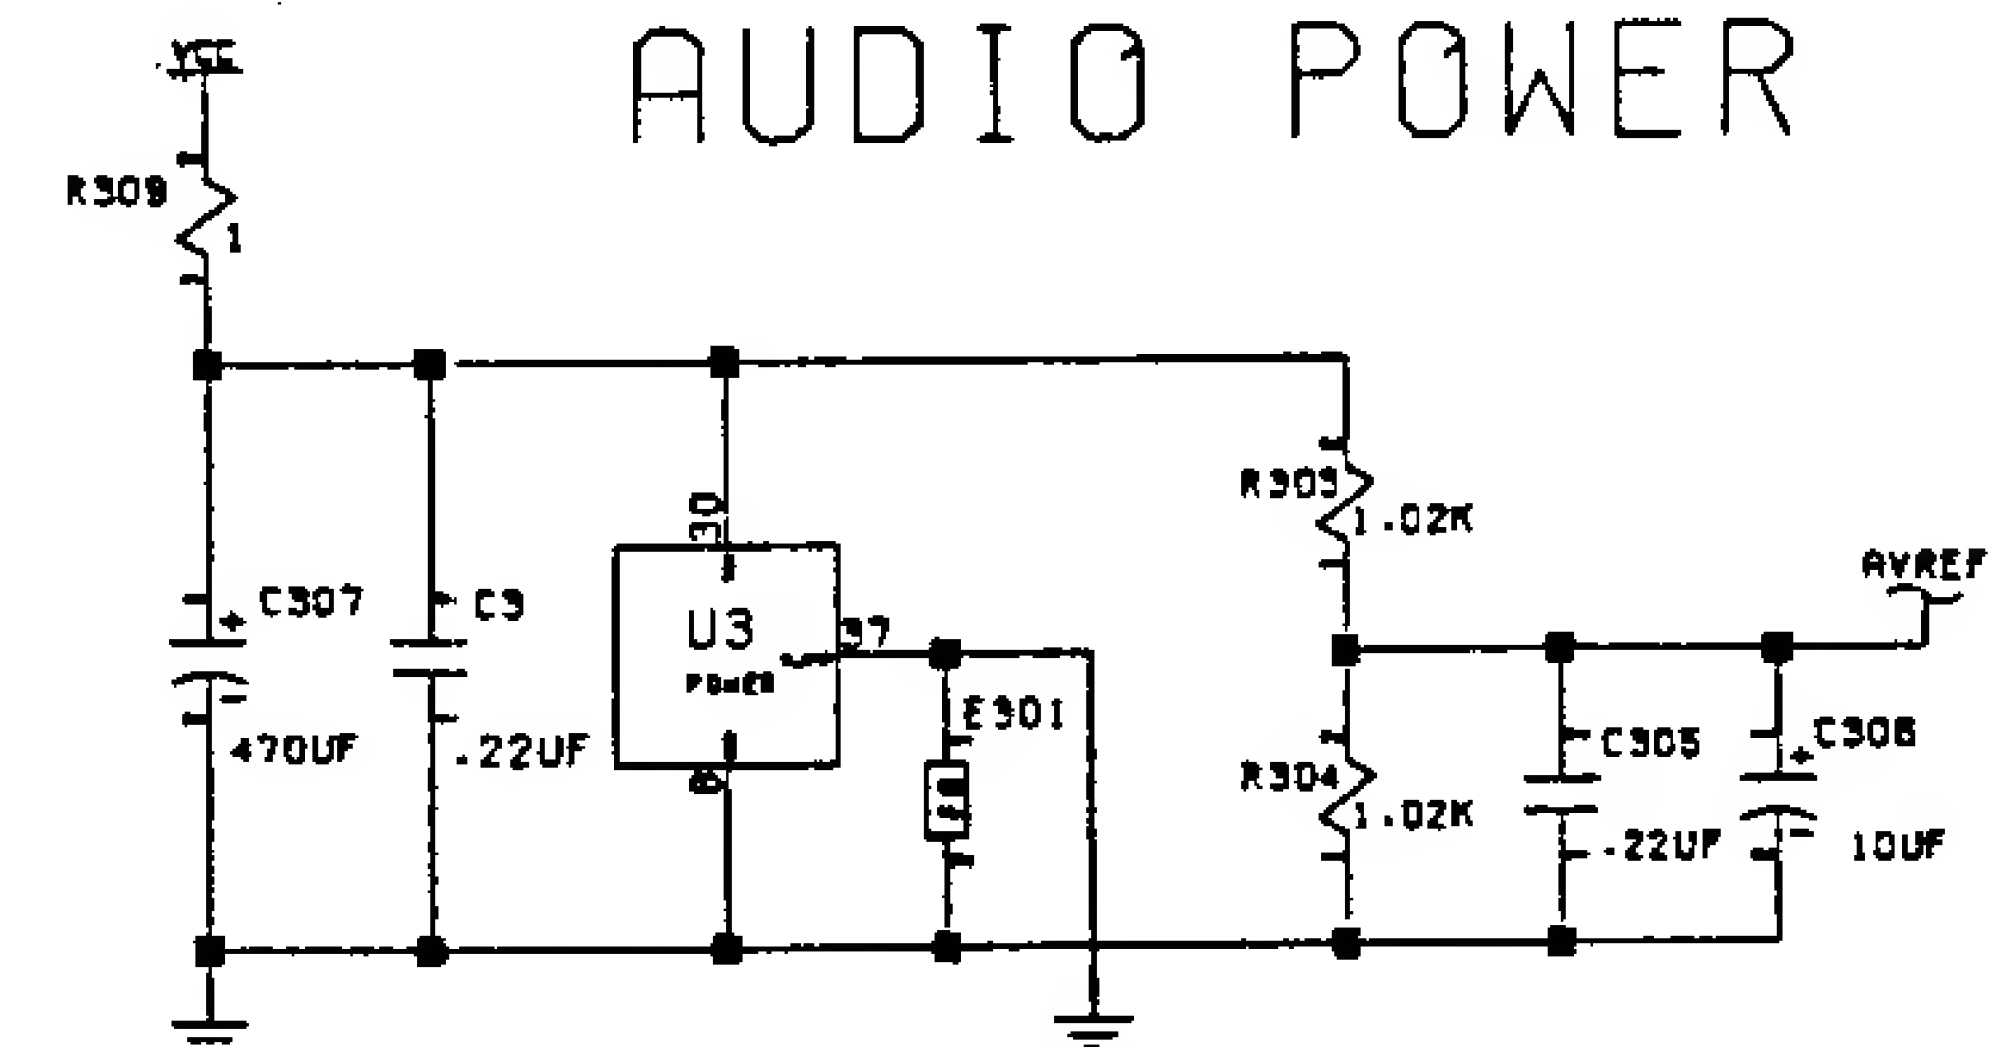 AUDIO POWER
VCC
R309
1
30
R303
1.02K
AVREF
C307
C3
U3
37
POWER
E301
470UF
.22UF
C305
C306
R304
1.02K
.22UF
10UF